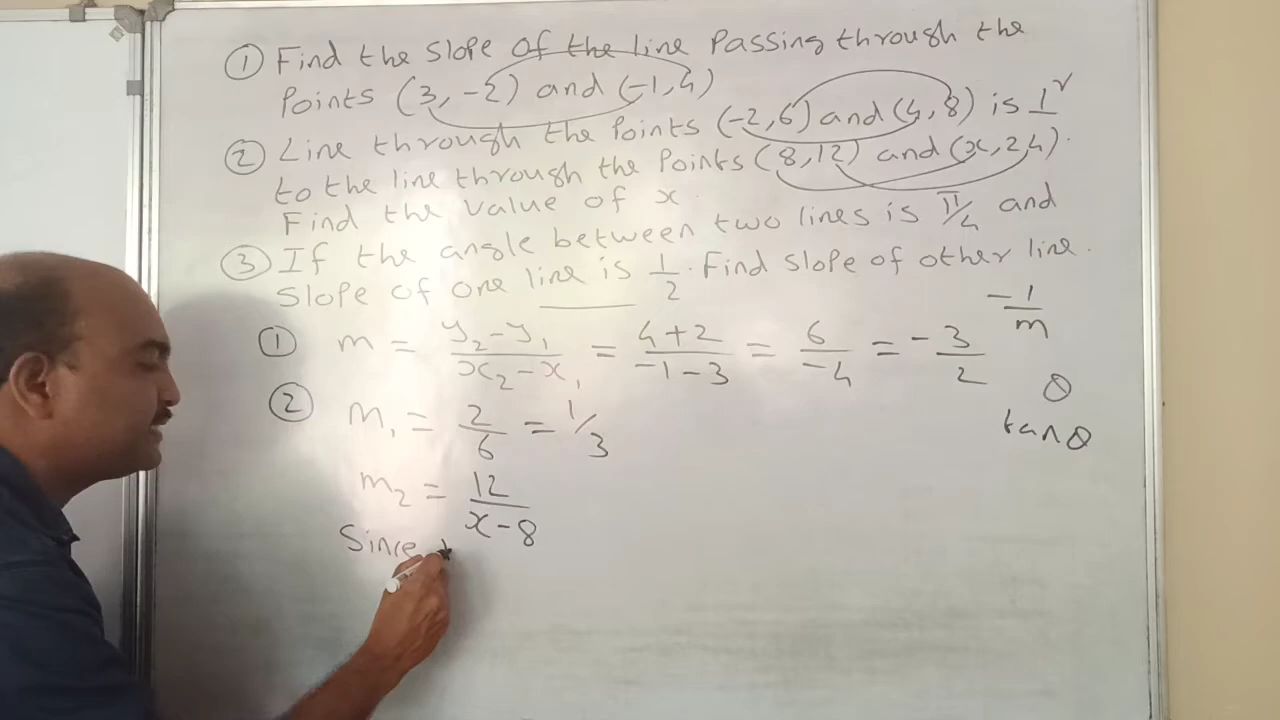 ① Find the slope of the line Passing through the
Points (3, -2) and (-1, 4)
② Line through the Points (-2, 6) and (4, 8) is ⊥r
to the line through the Points (8, 12) and (x, 24).
Find the value of x
③ If the angle between two lines is π/4 and
slope of one line is 1/2. Find slope of other line.
① m = y₂-y₁/x₂-x₁ = 4+2/-1-3 = 6/-4 = -3/2
-1/m
② m₁ = 2/6 = 1/3
θ
tanθ
m₂ = 12/x-8
Since